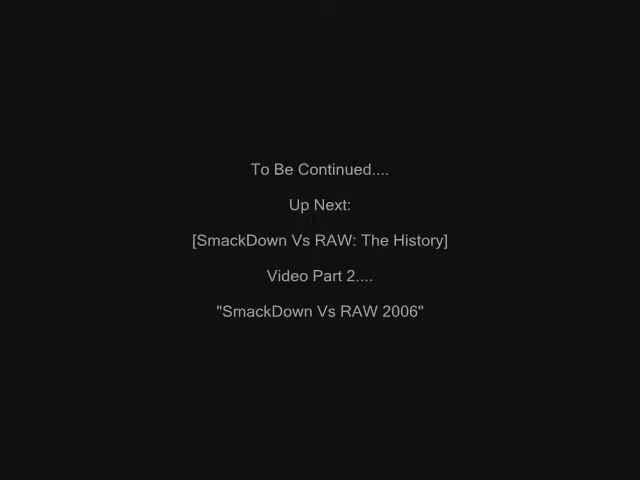 To Be Continued....
Up Next:
[SmackDown Vs RAW: The History]
Video Part 2....
"SmackDown Vs RAW 2006"